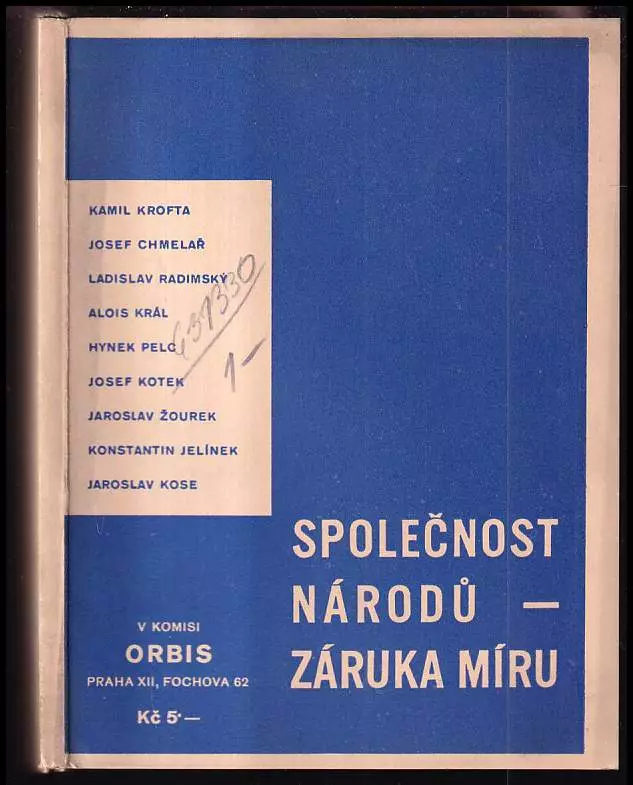 KAMIL KROFTA
JOSEF CHMELAŘ
LADISLAV RADIMSKÝ
ALOIS KRÁL
HYNEK PELC
JOSEF KOTEK
JAROSLAV ŽOUREK
KONSTANTIN JELÍNEK
JAROSLAV KOSE
1-
SPOLEČNOST
NÁRODŮ —
ZÁRUKA MÍRU
V KOMISI
ORBIS
PRAHA XII, FOCHOVA 62
Kč 5·—